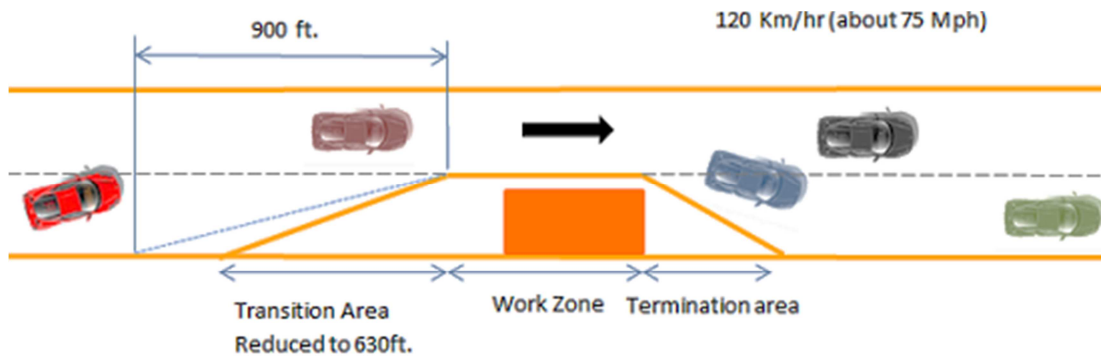 120 Km/hr (about 75 Mph)
900 ft.
Work Zone
Termination area
Transition Area
Reduced to 630ft.